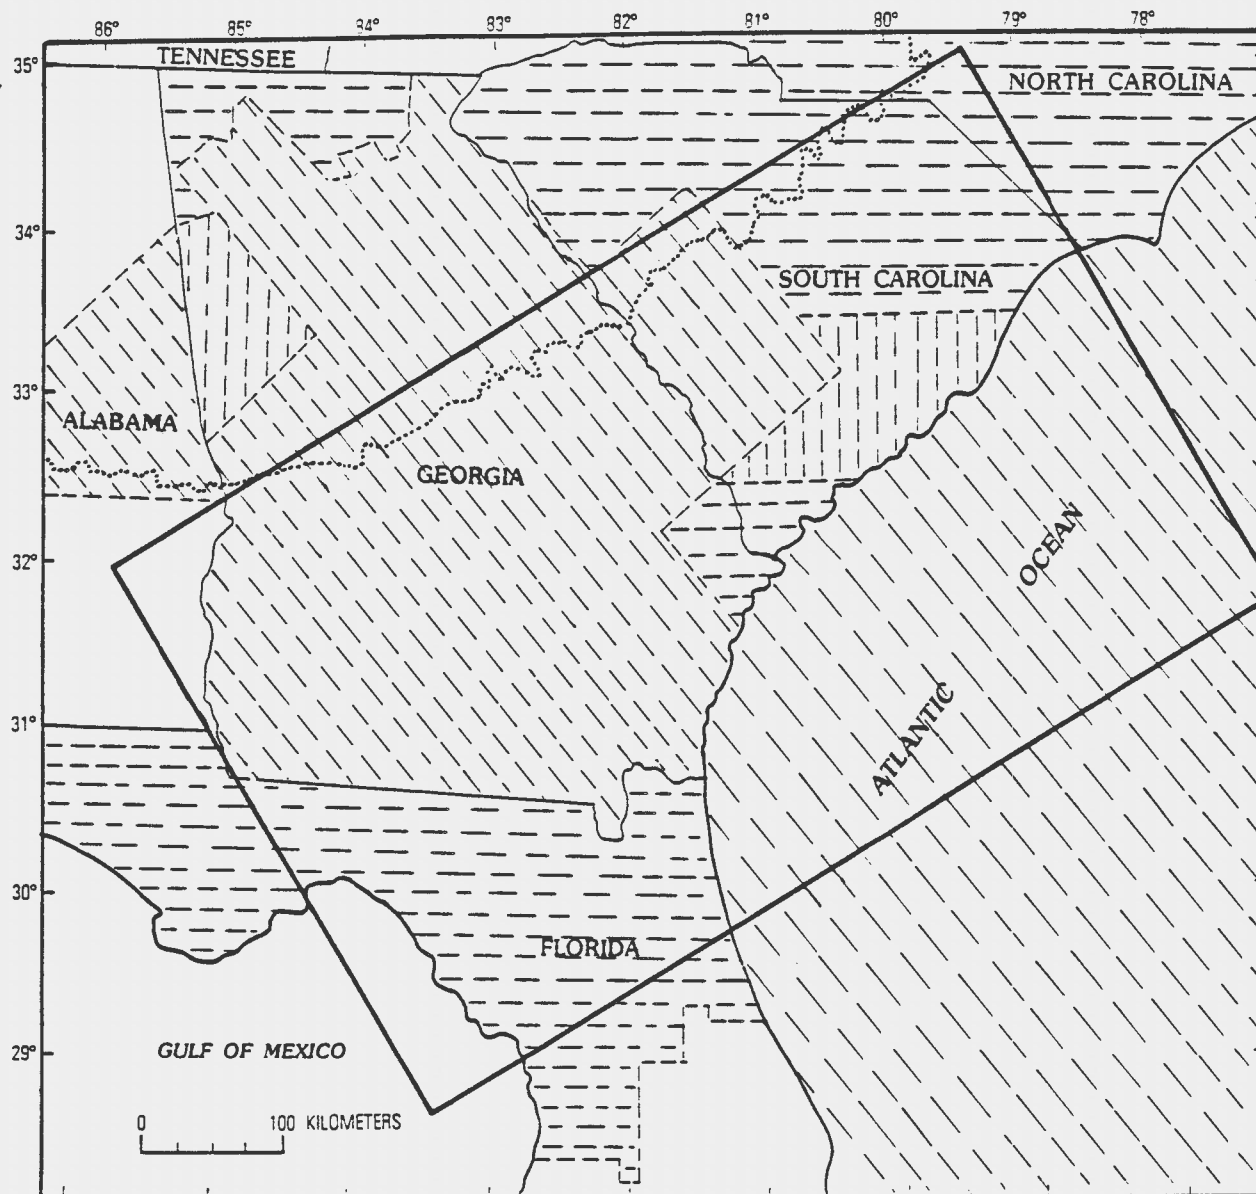 86° 85° 84° 83° 82° 81° 80° 79° 78°
35°
TENNESSEE
NORTH CAROLINA
34°
SOUTH CAROLINA
33°
ALABAMA
GEORGIA
32°
OCEAN
ATLANTIC
31°
30°
FLORIDA
29°
GULF OF MEXICO
0 100 KILOMETERS